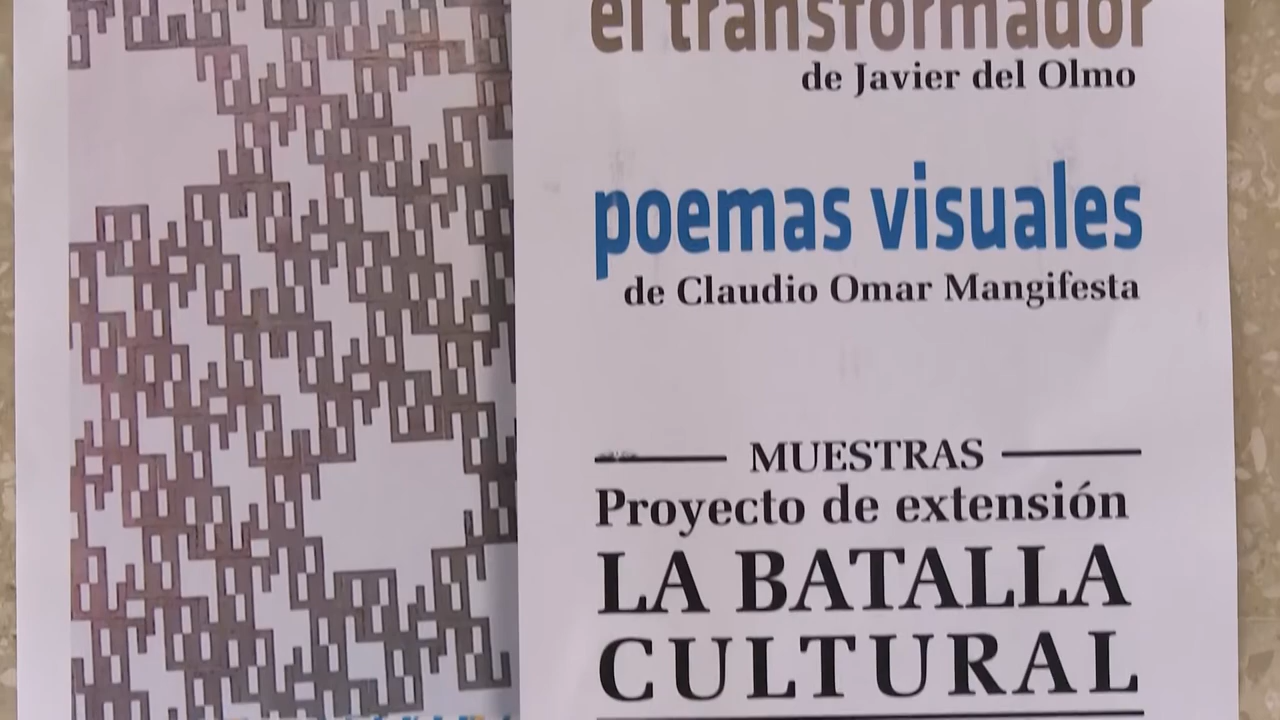 el transformador
de Javier del Olmo
poemas visuales
de Claudio Omar Mangifesta
MUESTRAS
Proyecto de extensión
LA BATALLA
CULTURAL